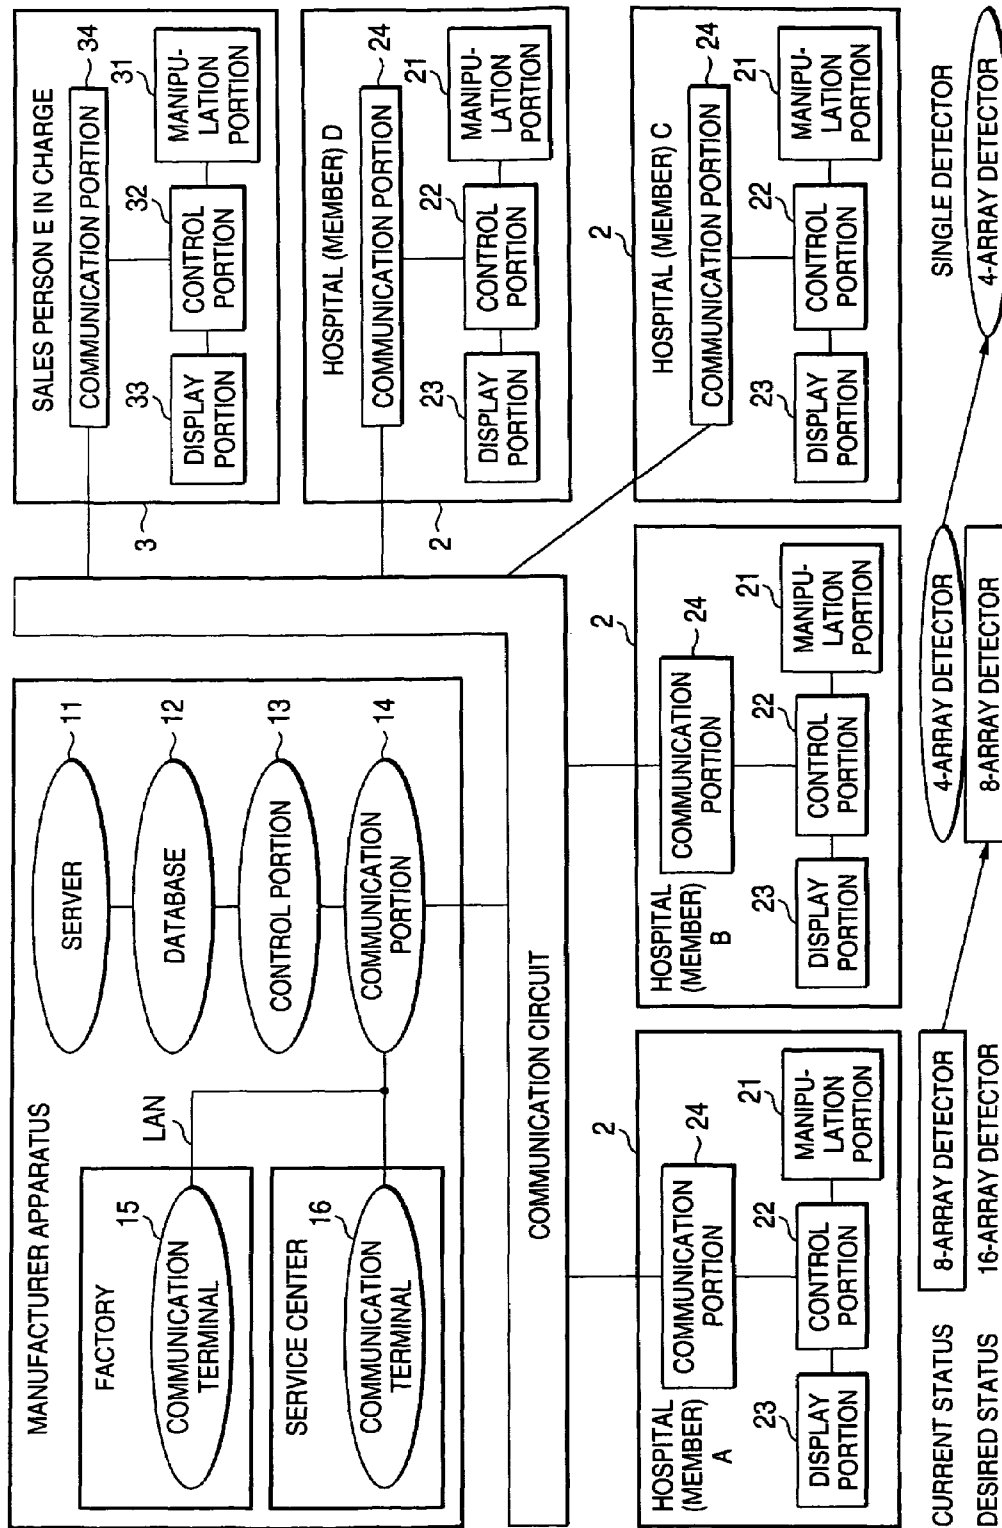 MANUFACTURER APPARATUS
FACTORY
15
COMMUNICATION
TERMINAL
SERVICE CENTER
16
COMMUNICATION
TERMINAL
LAN
SERVER
11
DATABASE
12
CONTROL PORTION
13
COMMUNICATION
PORTION
14
COMMUNICATION CIRCUIT
SALES PERSON E IN CHARGE
3
COMMUNICATION PORTION
34
33
DISPLAY
PORTION
32
CONTROL
PORTION
31
MANIPU-
LATION
PORTION
HOSPITAL (MEMBER) D
2
COMMUNICATION PORTION
24
23
DISPLAY
PORTION
22
CONTROL
PORTION
21
MANIPU-
LATION
PORTION
2
HOSPITAL (MEMBER) C
COMMUNICATION PORTION
24
23
DISPLAY
PORTION
22
CONTROL
PORTION
21
MANIPU-
LATION
PORTION
2
HOSPITAL
(MEMBER)
A
COMMUNICATION
PORTION
24
23
DISPLAY
PORTION
22
CONTROL
PORTION
21
MANIPU-
LATION
PORTION
2
HOSPITAL
(MEMBER)
B
COMMUNICATION
PORTION
24
23
DISPLAY
PORTION
22
CONTROL
PORTION
21
MANIPU-
LATION
PORTION
CURRENT STATUS
8-ARRAY DETECTOR
4-ARRAY DETECTOR
SINGLE DETECTOR
DESIRED STATUS
16-ARRAY DETECTOR
8-ARRAY DETECTOR
4-ARRAY DETECTOR